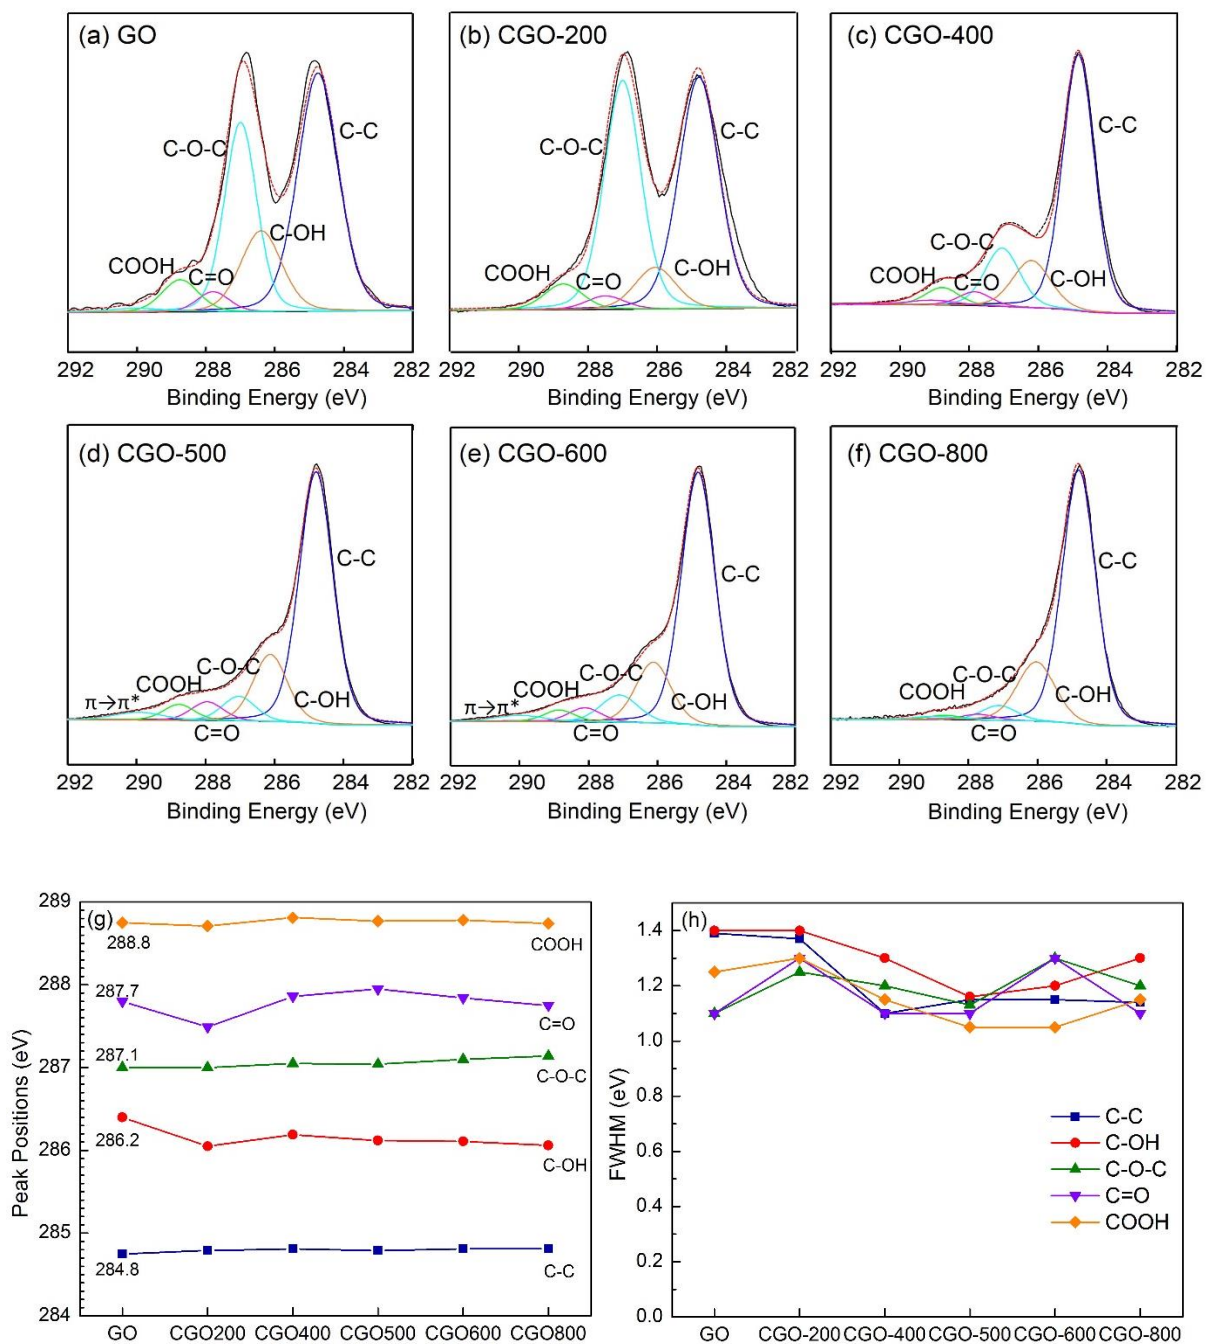 (a) GO
C-O-C
C-C
C-OH
COOH
C=O
292 290 288 286 284 282
Binding Energy (eV)
(b) CGO-200
C-O-C
C-C
COOH
C=O
C-OH
292 290 288 286 284 282
Binding Energy (eV)
(c) CGO-400
C-C
C-O-C
COOH
C=O
C-OH
292 290 288 286 284 282
Binding Energy (eV)
(d) CGO-500
C-C
C-O-C
COOH
π→π*
C-OH
C=O
292 290 288 286 284 282
Binding Energy (eV)
(e) CGO-600
C-C
C-O-C
COOH
π→π*
C-OH
C=O
292 290 288 286 284 282
Binding Energy (eV)
(f) CGO-800
C-C
C-O-C
COOH
C-OH
C=O
292 290 288 286 284 282
Binding Energy (eV)
(g)
Peak Positions (eV)
289
288
287
286
285
284
288.8
COOH
287.7
C=O
287.1
C-O-C
286.2
C-OH
284.8
C-C
GO CGO200 CGO400 CGO500 CGO600 CGO800
(h)
FWHM (eV)
1.4
1.2
1.0
0.8
0.6
0.4
0.2
0.0
C-C
C-OH
C-O-C
C=O
COOH
GO CGO-200 CGO-400 CGO-500 CGO-600 CGO-800